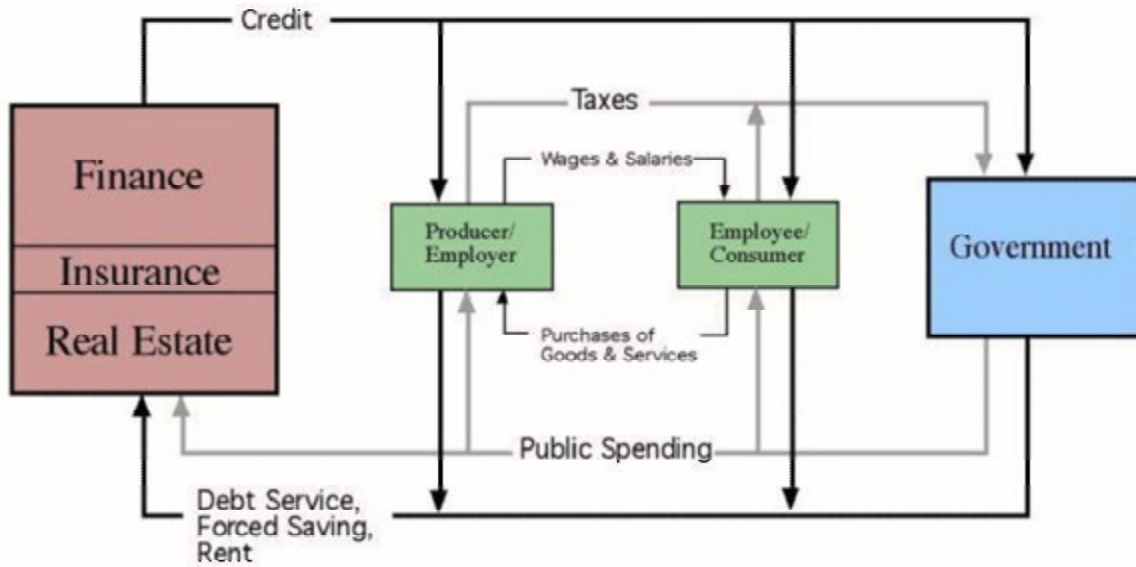 Credit
Taxes
Wages & Salaries
Finance
Insurance
Real Estate
Producer/
Employer
Employee/
Consumer
Government
Purchases of
Goods & Services
Public Spending
Debt Service,
Forced Saving,
Rent